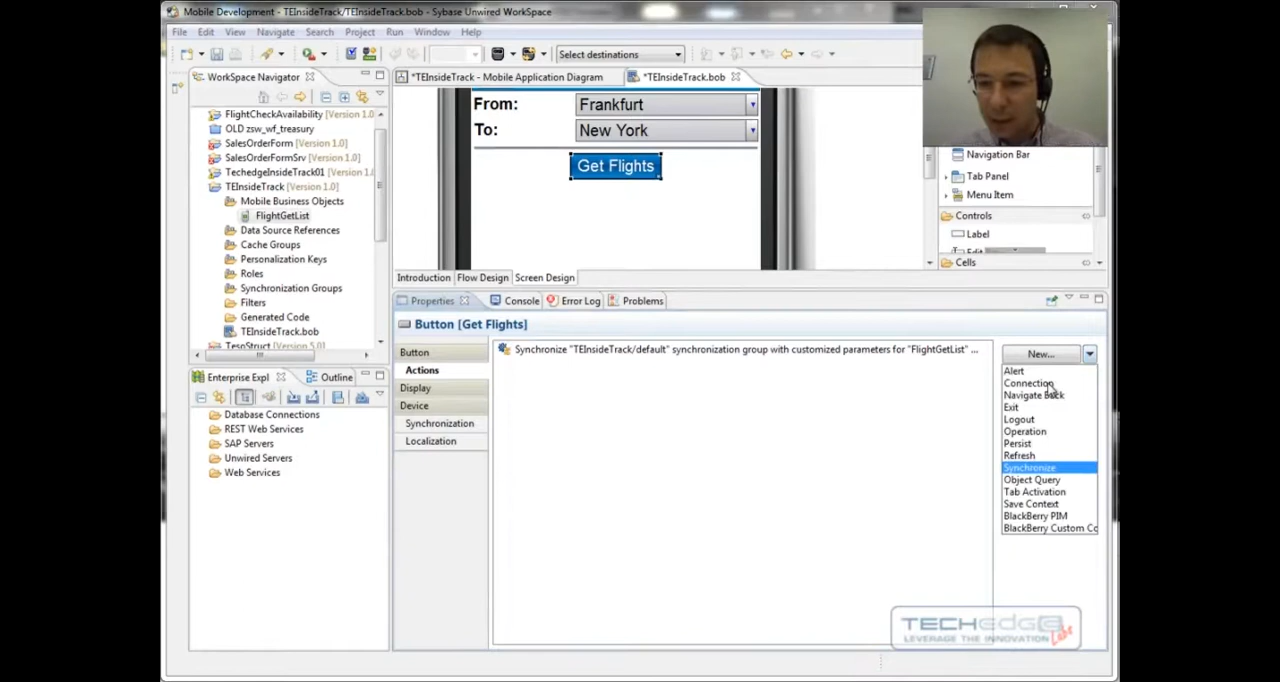 Mobile Development - TEInsideTrack/TEInsideTrack.bob - Sybase Unwired WorkSpace
File Edit View Navigate Search Project Run Window Help
Select destinations
WorkSpace Navigator
*TEInsideTrack - Mobile Application Diagram
*TEInsideTrack.bob
FlightCheckAvailability [Version 1.0]
OLD zsw_wf_treasury
SalesOrderForm [Version 1.0]
SalesOrderFormSrv [Version 1.0]
TechedgeInsideTrack01 [Version 1.
TEInsideTrack [Version 1.0]
Mobile Business Objects
FlightGetList
Data Source References
Cache Groups
Personalization Keys
Roles
Synchronization Groups
Filters
Generated Code
TEInsideTrack.bob
TesoStruct [Version 5.0]
From: Frankfurt
To: New York
Get Flights
Navigation Bar
Tab Panel
Menu Item
Controls
Label
Cells
Introduction Flow Design Screen Design
Properties Console Error Log Problems
Button [Get Flights]
Button
Actions
Display
Device
Synchronization
Localization
Synchronize "TEInsideTrack/default" synchronization group with customized parameters for "FlightGetList" ...
New...
Alert
Connection
Navigate Back
Exit
Logout
Operation
Persist
Refresh
Synchronize
Object Query
Tab Activation
Save Context
BlackBerry PIM
BlackBerry Custom Co
Enterprise Expl
Outline
Database Connections
REST Web Services
SAP Servers
Unwired Servers
Web Services
TECHEDGE Live
LEVERAGE THE INNOVATION